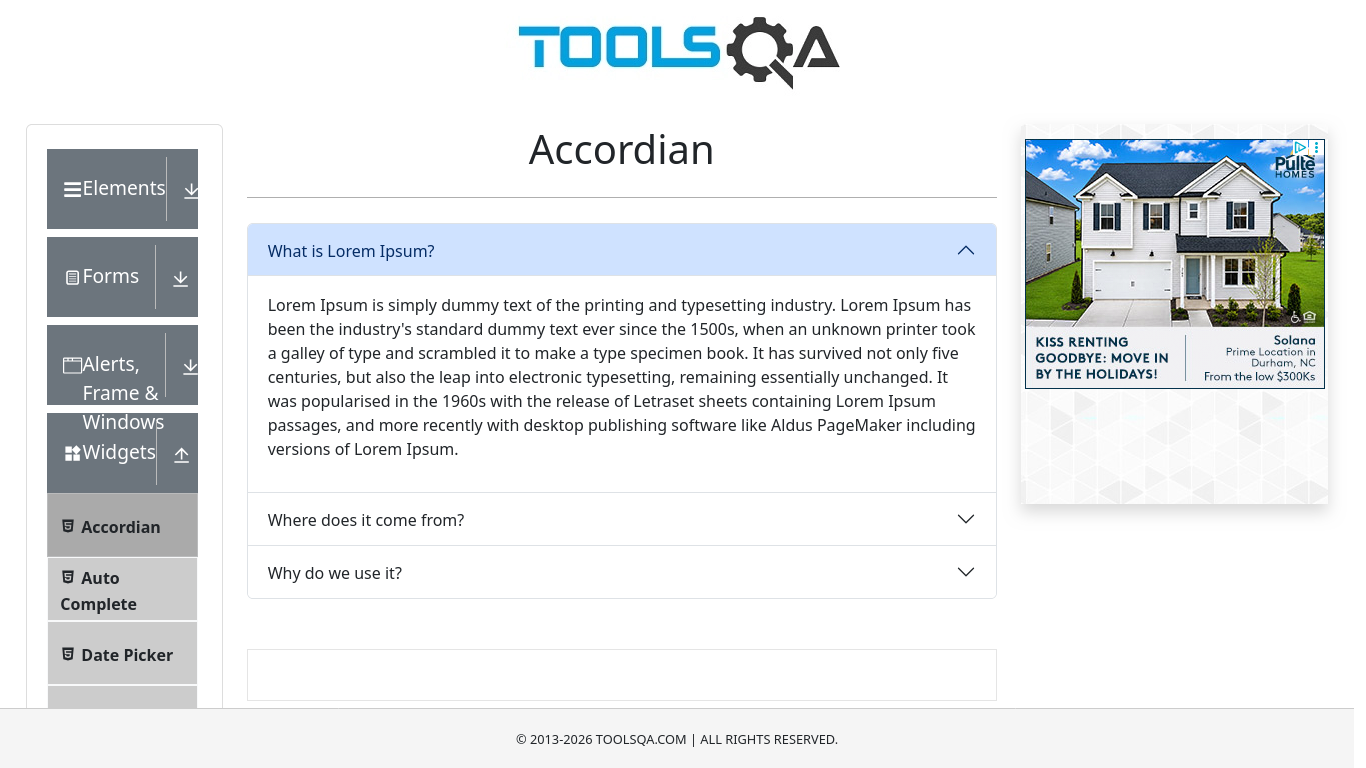 TOOLSQA
Elements
Forms
Alerts,
Frame &
Windows
Widgets
Accordian
Auto
Complete
Date Picker
Accordian
What is Lorem Ipsum?
Lorem Ipsum is simply dummy text of the printing and typesetting industry. Lorem Ipsum has
been the industry's standard dummy text ever since the 1500s, when an unknown printer took
a galley of type and scrambled it to make a type specimen book. It has survived not only five
centuries, but also the leap into electronic typesetting, remaining essentially unchanged. It
was popularised in the 1960s with the release of Letraset sheets containing Lorem Ipsum
passages, and more recently with desktop publishing software like Aldus PageMaker including
versions of Lorem Ipsum.
Where does it come from?
Why do we use it?
Pulte
HOMES
KISS RENTING
GOODBYE: MOVE IN
BY THE HOLIDAYS!
Solana
Prime Location in
Durham, NC
From the low $300Ks
© 2013-2026 TOOLSQA.COM | ALL RIGHTS RESERVED.